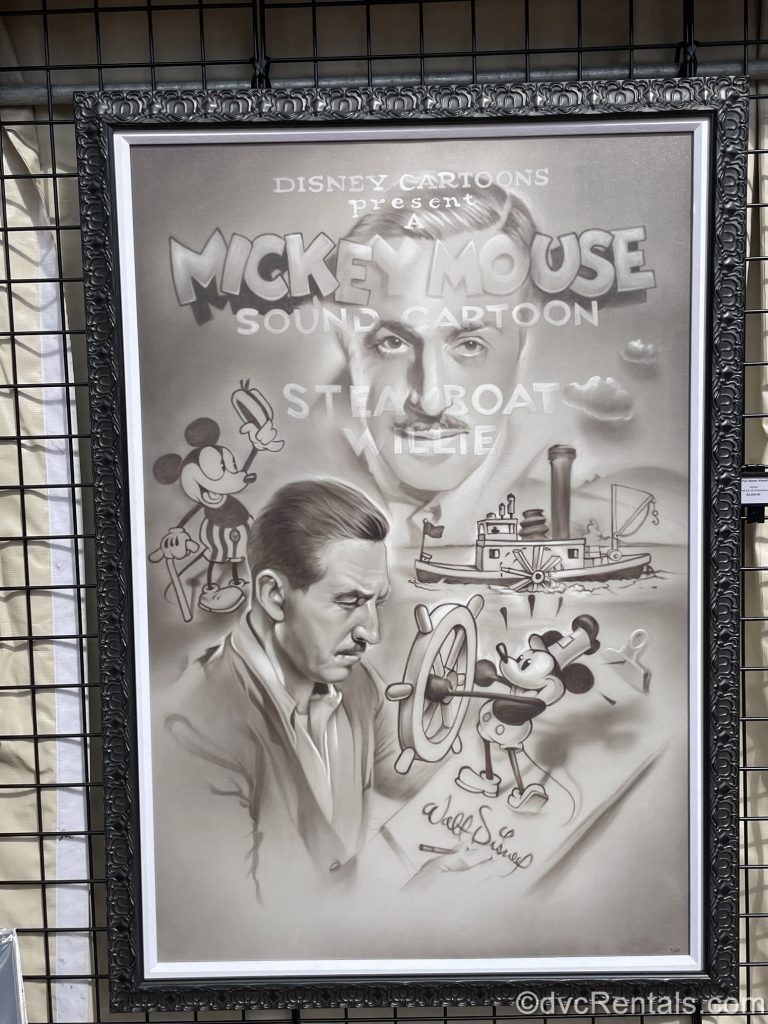 DISNEY CARTOONS
present
A
MICKEY MOUSE
SOUND CARTOON
STEAMBOAT
WILLIE
Walt Disney
©dvcRentals.com